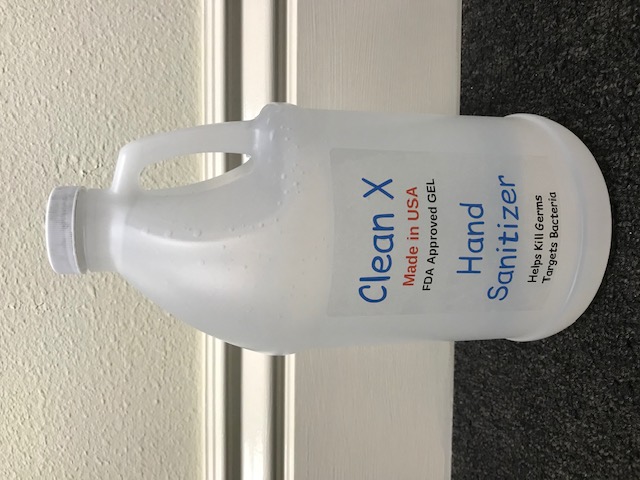 Clean X
Made in USA
FDA Approved GEL
Hand
Sanitizer
Helps Kill Germs
Targets Bacteria